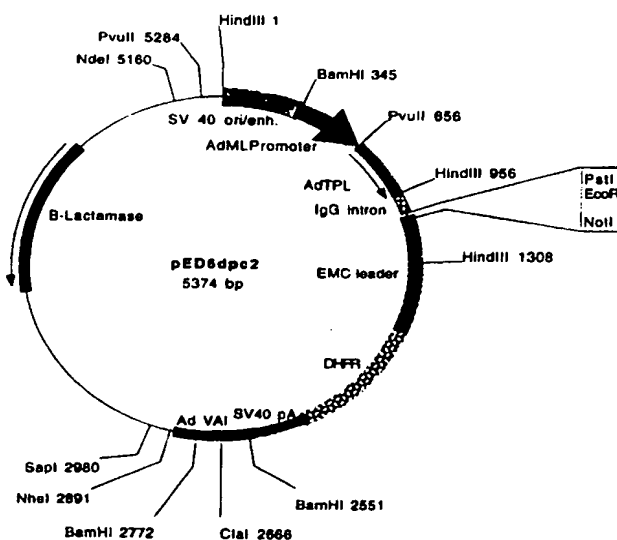 HindIII 1
PvuII 5284
NdeI 5160
BamHI 345
SV 40 ori/enh.
PvuII 656
AdMLPromoter
HindIII 956
AdTPL
PstI
EcoR
IgG intron
NotI
B-Lactamase
pED6dpc2
5374 bp
EMC leader
HindIII 1308
DHFR
Ad VAI
SV40 pA
SapI 2980
NheI 2891
BamHI 2551
BamHI 2772
ClaI 2666